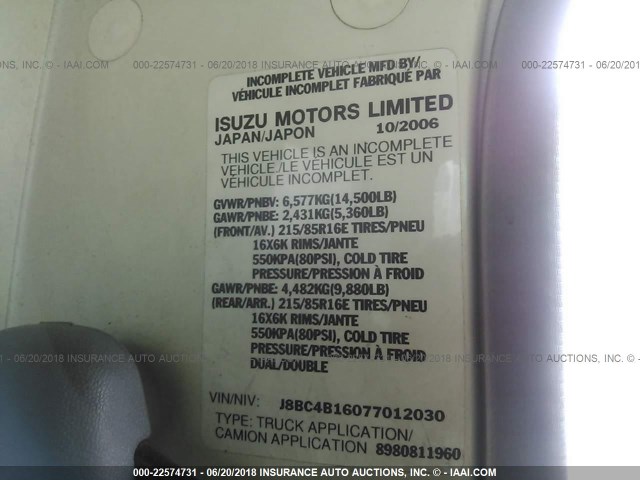 000-22574731 - 06/20/2018 INSURANCE AUTO AUCTIONS, INC. - © IAAI.COM
INCOMPLETE VEHICLE MFD BY/
VÉHICULE INCOMPLET FABRIQUÉ PAR
ISUZU MOTORS LIMITED
JAPAN/JAPON 10/2006
THIS VEHICLE IS AN INCOMPLETE
VEHICLE./LE VÉHICULE EST UN
VÉHICULE INCOMPLET.
GVWR/PNBV: 6,577KG(14,500LB)
GAWR/PNBE: 2,431KG(5,360LB)
(FRONT/AV.) 215/85R16E TIRES/PNEU
16X6K RIMS/JANTE
550KPA(80PSI), COLD TIRE
PRESSURE/PRESSION À FROID
GAWR/PNBE: 4,482KG(9,880LB)
(REAR/ARR.) 215/85R16E TIRES/PNEU
16X6K RIMS/JANTE
550KPA(80PSI), COLD TIRE
PRESSURE/PRESSION À FROID
DUAL/DOUBLE
VIN/NIV: J8BC4B16077012030
TYPE: TRUCK APPLICATION/
CAMION APPLICATION 8980811960
000-22574731 - 06/20/2018 INSURANCE AUTO AUCTIONS, INC. - © IAAI.COM